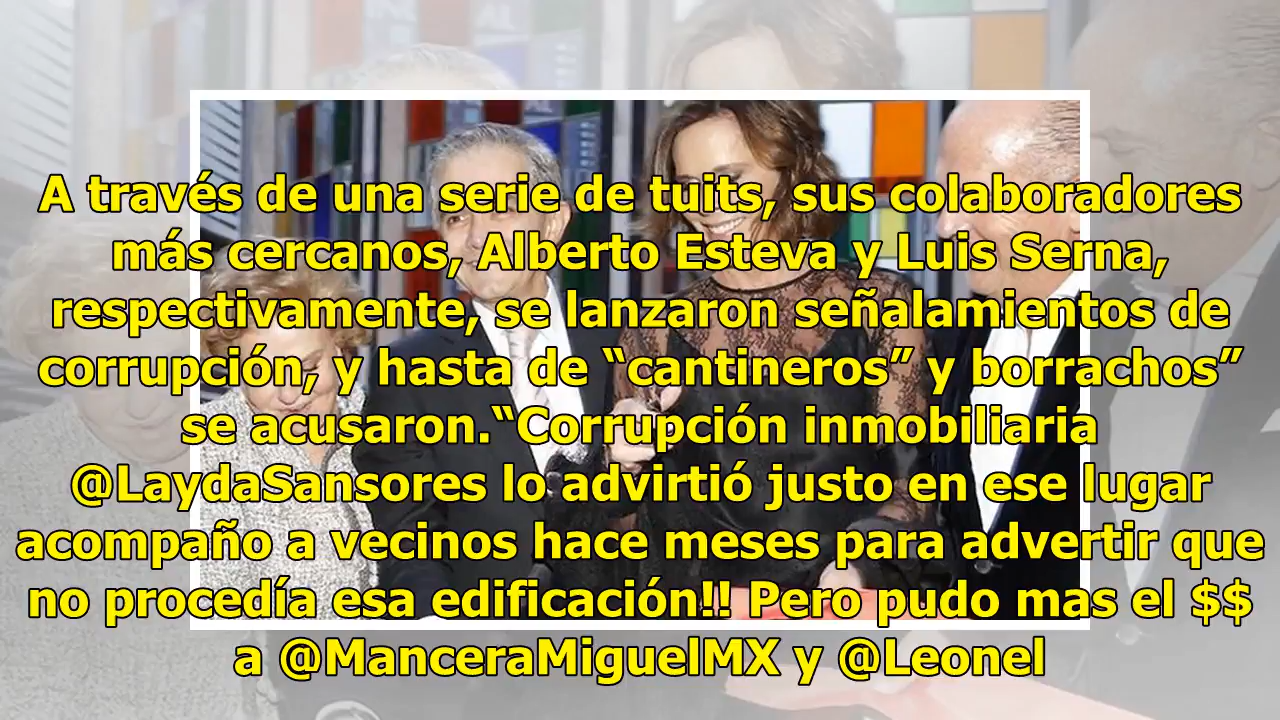 A través de una serie de tuits, sus colaboradores
más cercanos, Alberto Esteva y Luis Serna,
respectivamente, se lanzaron señalamientos de
corrupción, y hasta de “cantineros” y borrachos”
se acusaron.“Corrupción inmobiliaria
@LaydaSansores lo advirtió justo en ese lugar
acompaño a vecinos hace meses para advertir que
no procedía esa edificación!! Pero pudo mas el $$
a @ManceraMiguelMX y @Leonel